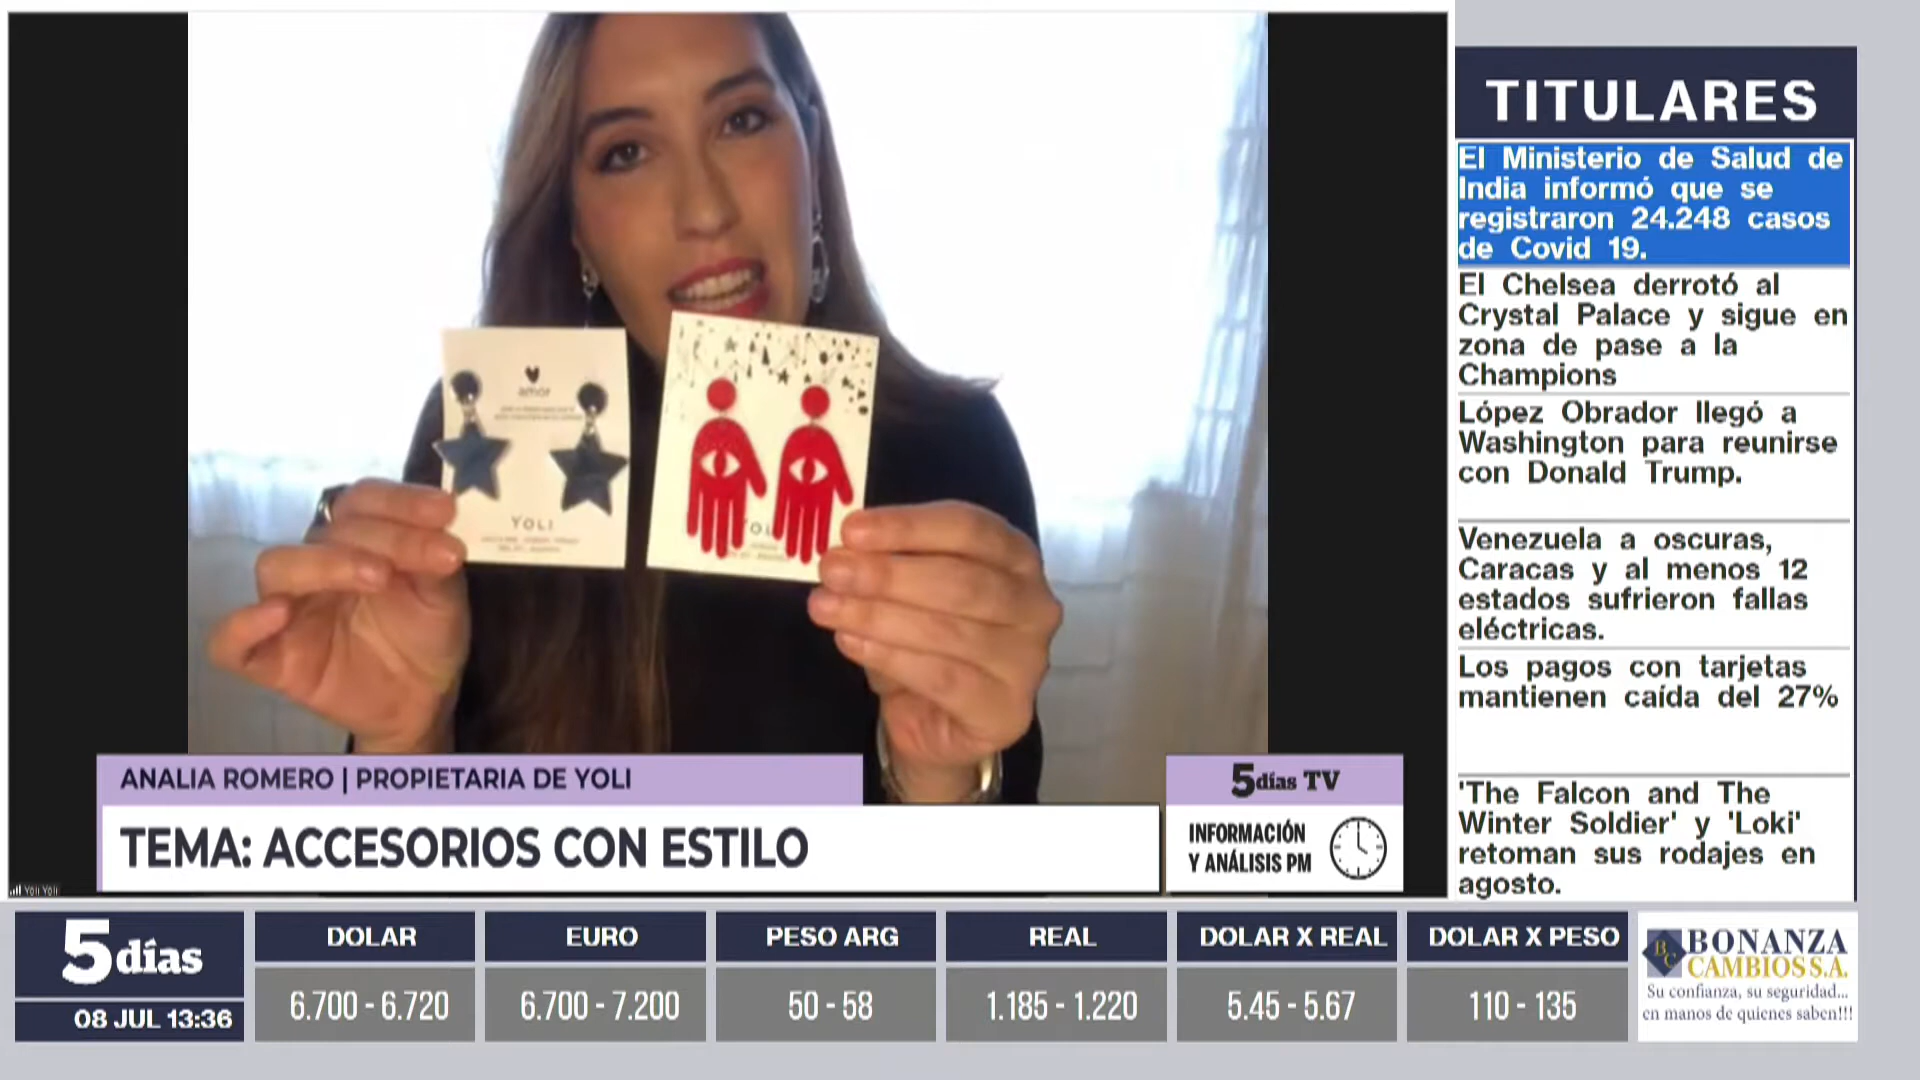 amor
YOLI
YOLI
ANALIA ROMERO | PROPIETARIA DE YOLI
TEMA: ACCESORIOS CON ESTILO
5días TV
INFORMACIÓN
Y ANÁLISIS PM
Yoli Yoli
TITULARES
El Ministerio de Salud de
India informó que se
registraron 24.248 casos
de Covid 19.
El Chelsea derrotó al
Crystal Palace y sigue en
zona de pase a la
Champions
López Obrador llegó a
Washington para reunirse
con Donald Trump.
Venezuela a oscuras,
Caracas y al menos 12
estados sufrieron fallas
eléctricas.
Los pagos con tarjetas
mantienen caída del 27%
'The Falcon and The
Winter Soldier' y 'Loki'
retoman sus rodajes en
agosto.
5días
08 JUL 13:36
DOLAR
6.700 - 6.720
EURO
6.700 - 7.200
PESO ARG
50 - 58
REAL
1.185 - 1.220
DOLAR X REAL
5.45 - 5.67
DOLAR X PESO
110 - 135
BC
BONANZA
CAMBIOS S.A.
Su confianza, su seguridad...
en manos de quienes saben!!!